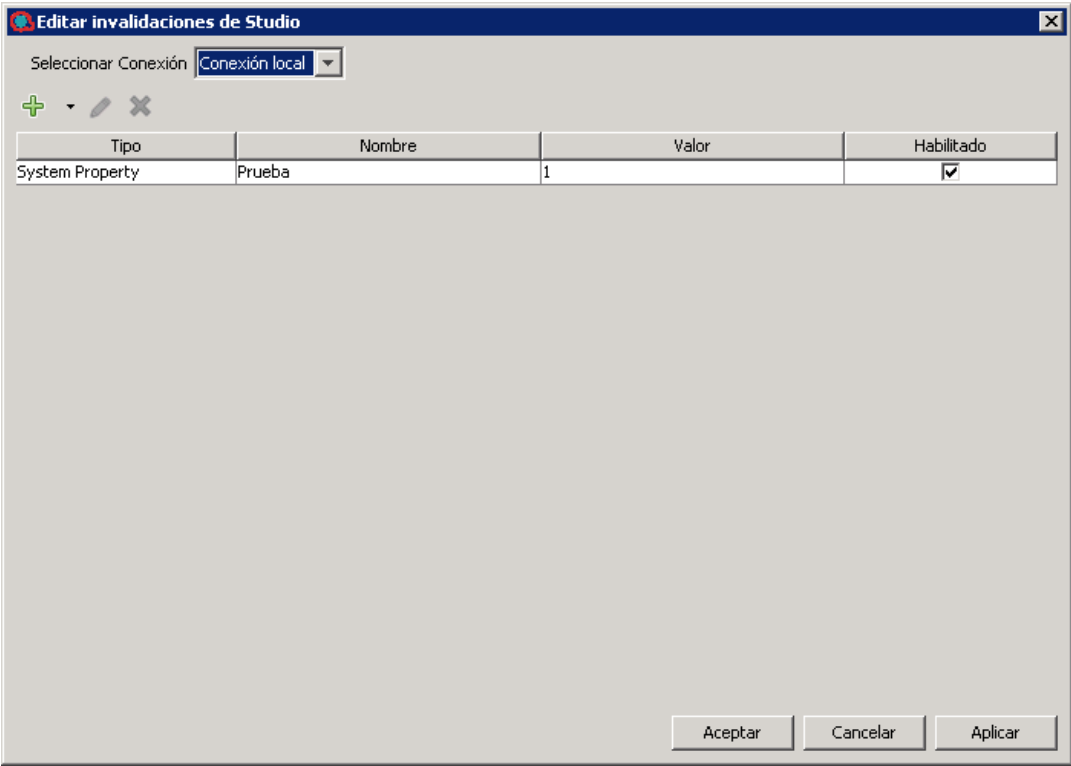 Editar invalidaciones de Studio
Seleccionar Conexión Conexión local
Tipo Nombre Valor Habilitado
System Property Prueba 1
Aceptar Cancelar Aplicar